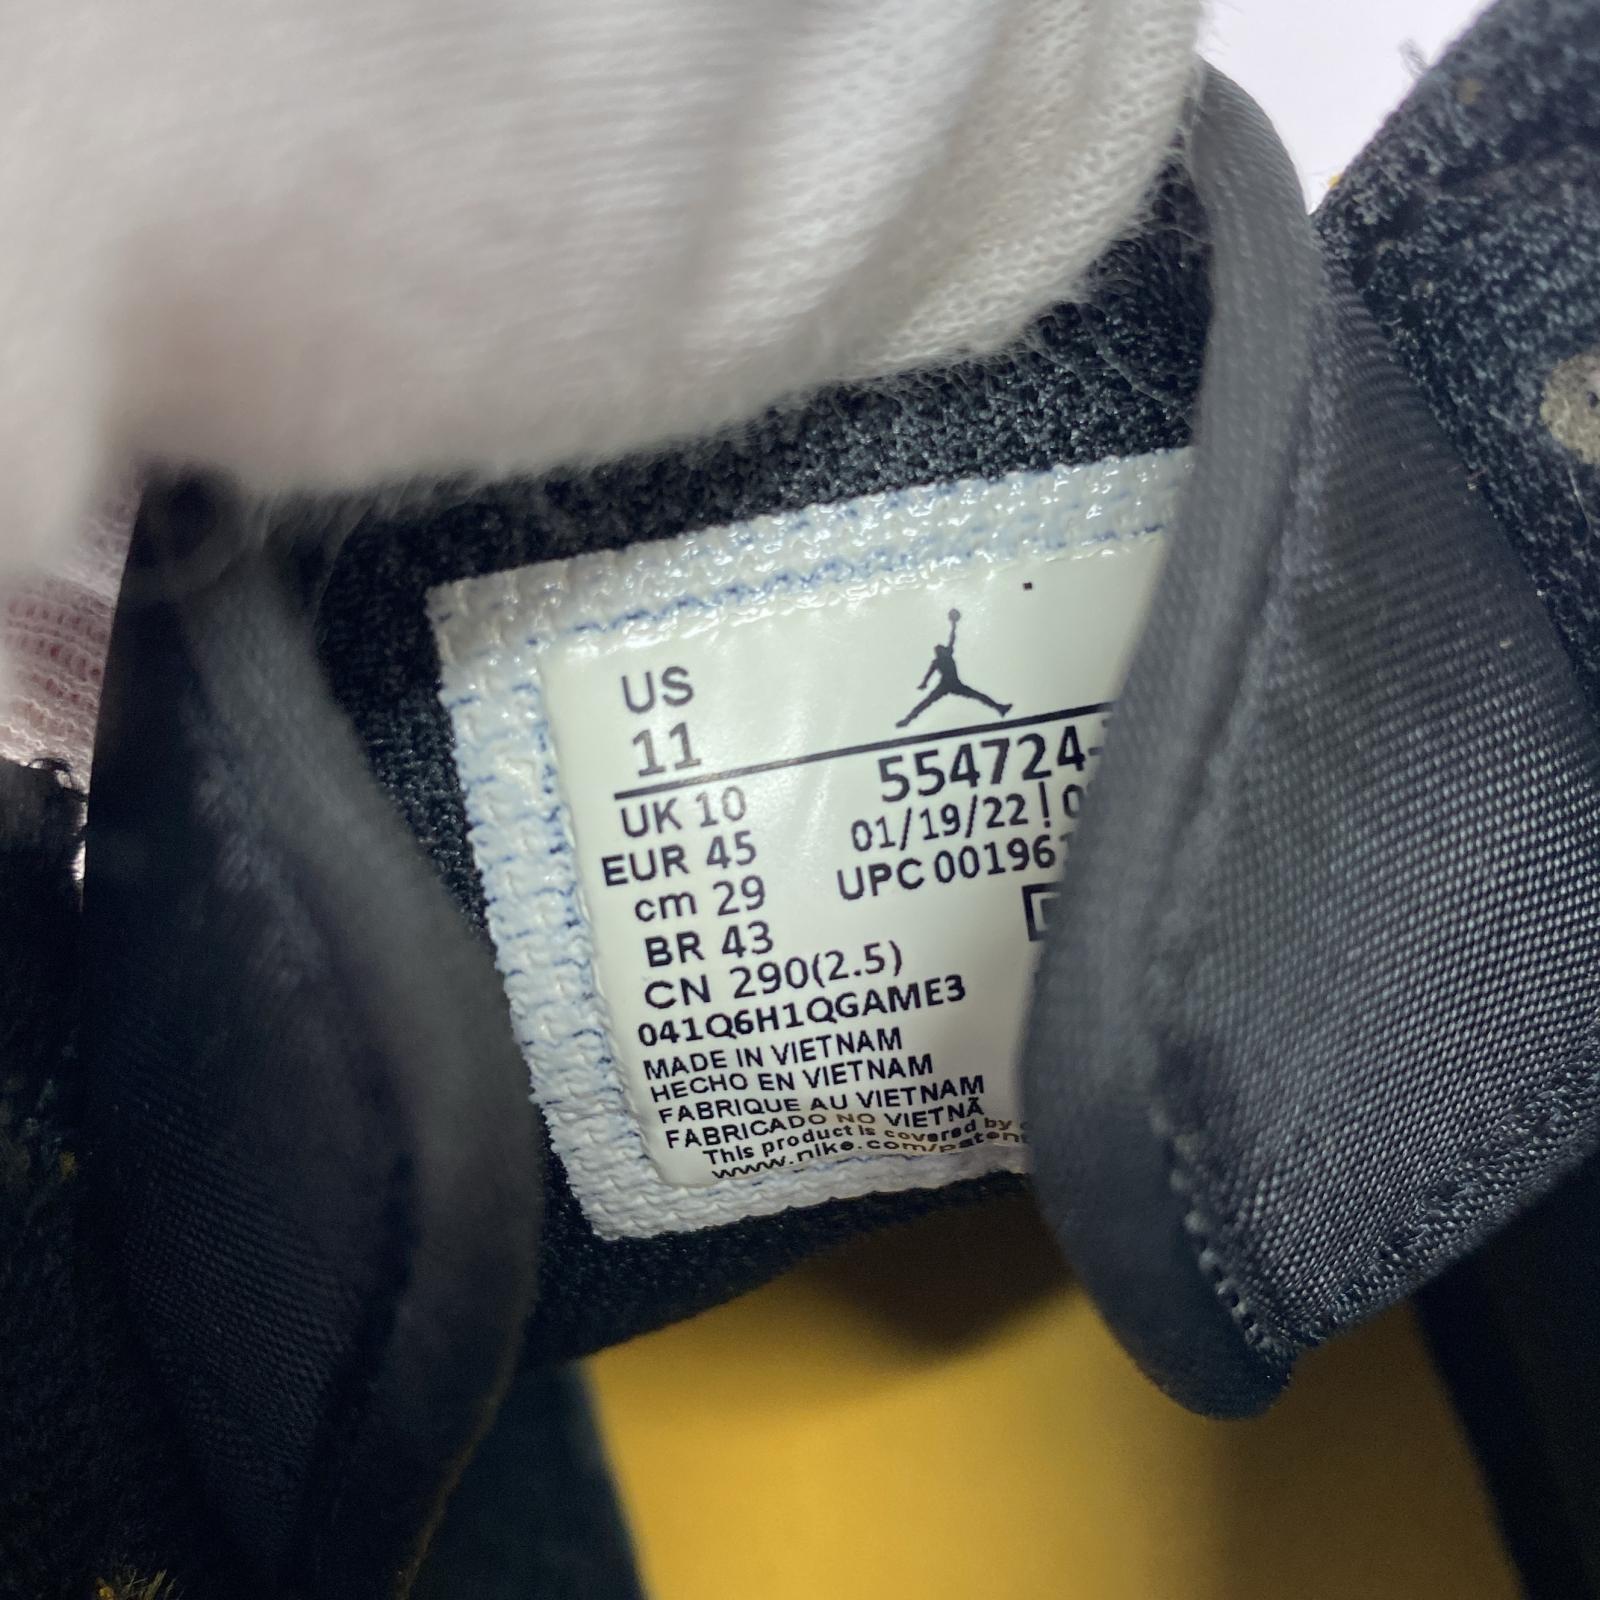 US
11
554724-
UK 10
01/19/22 | 0
EUR 45
UPC 00196
cm 29
BR 43
CN 290(2.5)
041Q6H1QGAME3
MADE IN VIETNAM
HECHO EN VIETNAM
FABRIQUE AU VIETNAM
FABRICADO NO VIETNÃ
This product is covered by
www.nike.com/paten